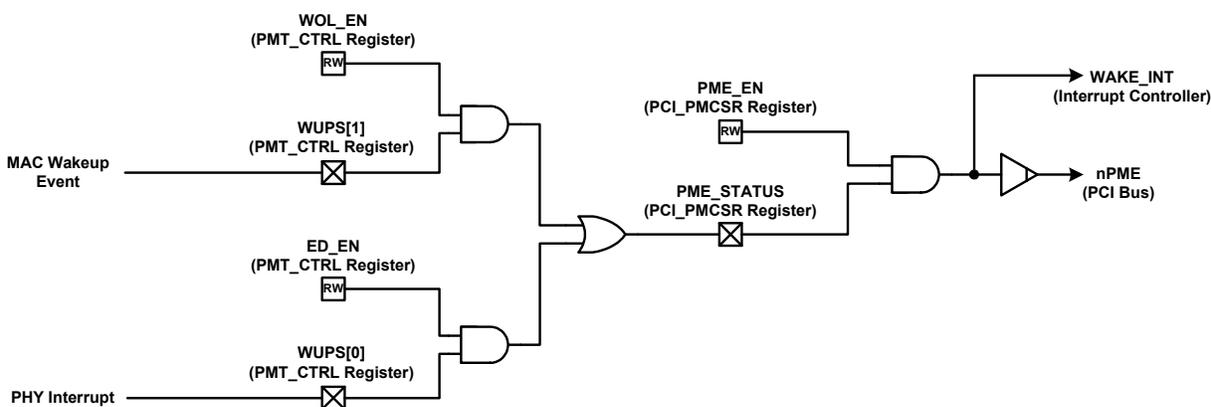 WOL_EN
(PMT_CTRL Register)
RW
WUPS[1]
(PMT_CTRL Register)
MAC Wakeup
Event
ED_EN
(PMT_CTRL Register)
RW
WUPS[0]
(PMT_CTRL Register)
PHY Interrupt
PME_EN
(PCI_PMCSR Register)
RW
PME_STATUS
(PCI_PMCSR Register)
WAKE_INT
(Interrupt Controller)
nPME
(PCI Bus)